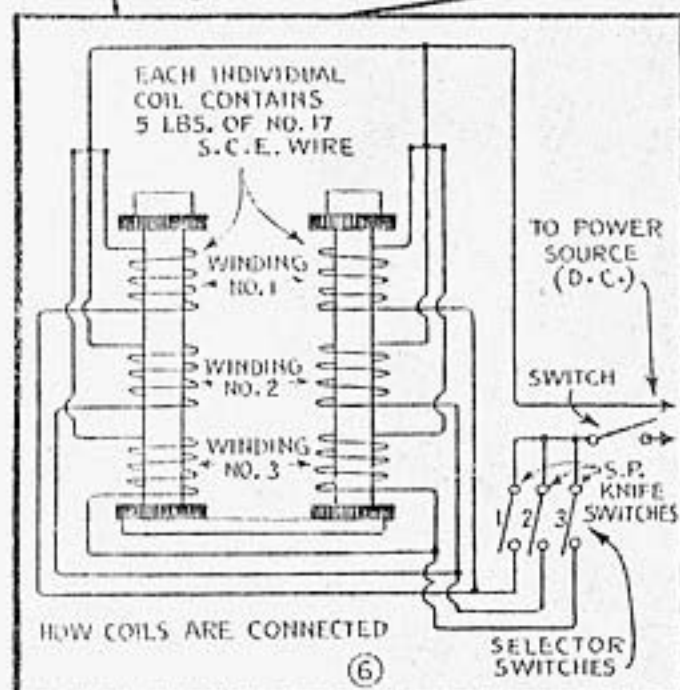 EACH INDIVIDUAL
COIL CONTAINS
5 LBS. OF NO. 17
S.C.E. WIRE
WINDING
NO. 1
WINDING
NO. 2
WINDING
NO. 3
TO POWER
SOURCE
(D.C.)
SWITCH
S.P.
KNIFE
SWITCHES
1 2 3
SELECTOR
SWITCHES
HOW COILS ARE CONNECTED
6